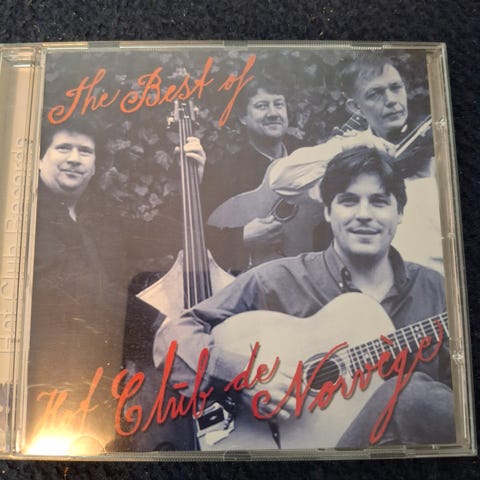 The Best of
Hot Club de Norvège
Hot Club Records